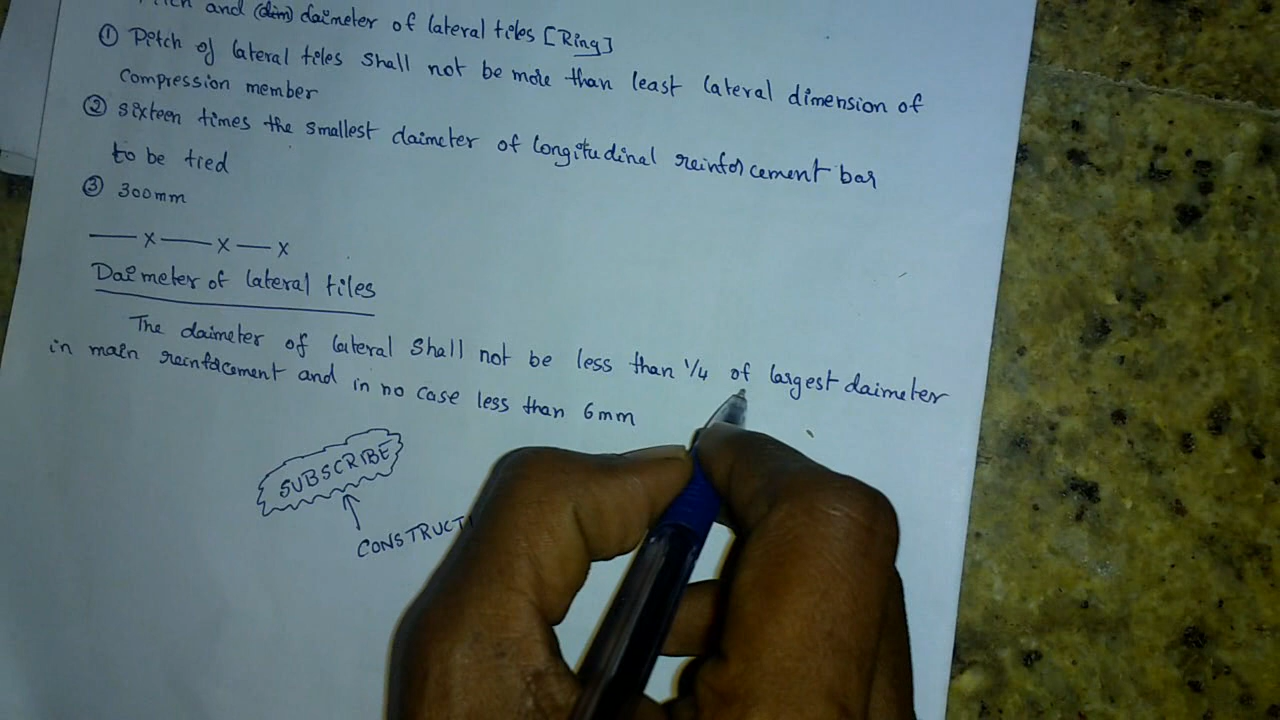 and (dim) daimeter of lateral tiles [Ring]
① Pitch of lateral tiles shall not be more than least lateral dimension of
compression member
② sixteen times the smallest daimeter of longitudinal reinforcement bar
to be tied
③ 300mm
—x—x—x
Daimeter of lateral tiles
The daimeter of lateral shall not be less than 1/4 of largest daimeter
in main reinfacement and in no case less than 6mm
SUBSCRIBE